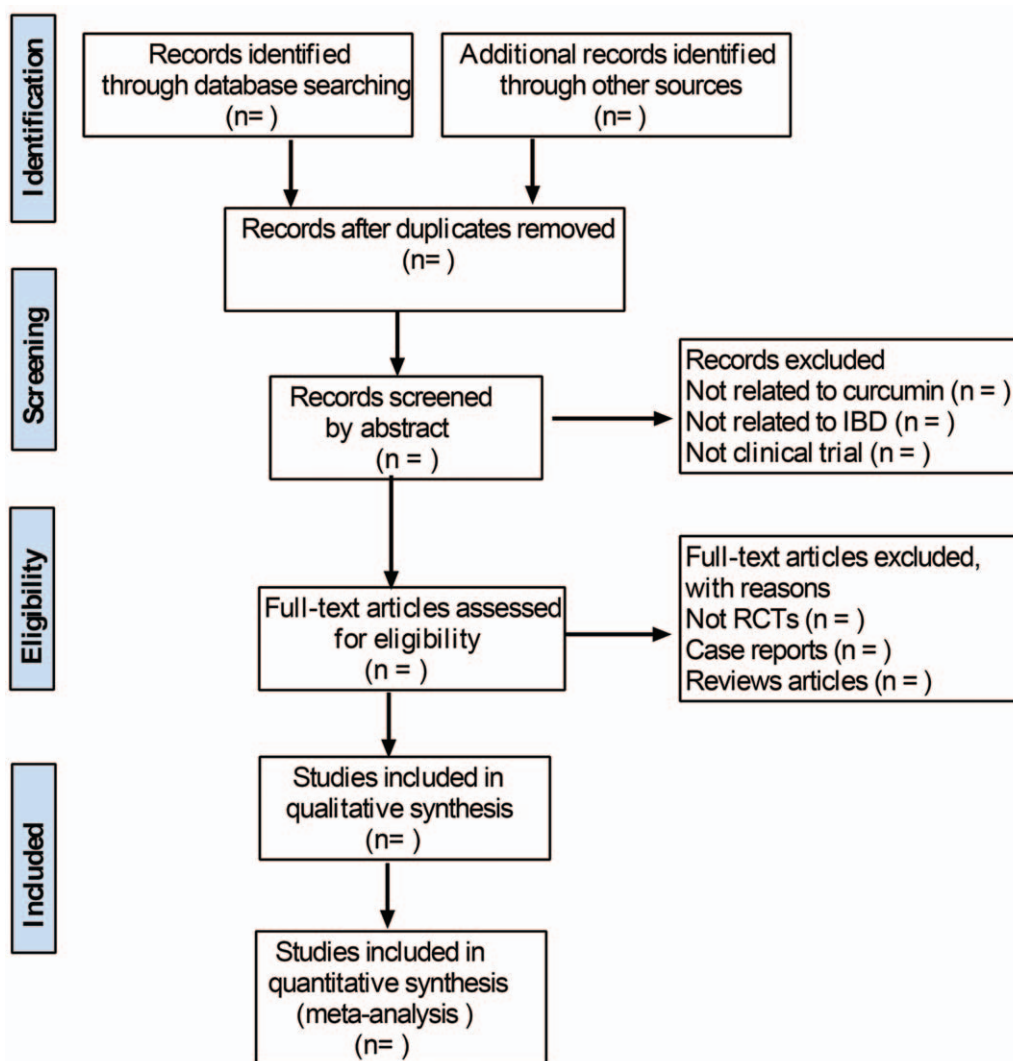 Identification
Records identified
through database searching
(n= )
Additional records identified
through other sources
(n= )
Records after duplicates removed
(n= )
Screening
Records screened
by abstract
(n = )
Records excluded
Not related to curcumin (n = )
Not related to IBD (n = )
Not clinical trial (n = )
Eligibility
Full-text articles assessed
for eligibility
(n = )
Full-text articles excluded,
with reasons
Not RCTs (n = )
Case reports (n = )
Reviews articles (n = )
Included
Studies included in
qualitative synthesis
(n= )
Studies included in
quantitative synthesis
(meta-analysis )
(n= )